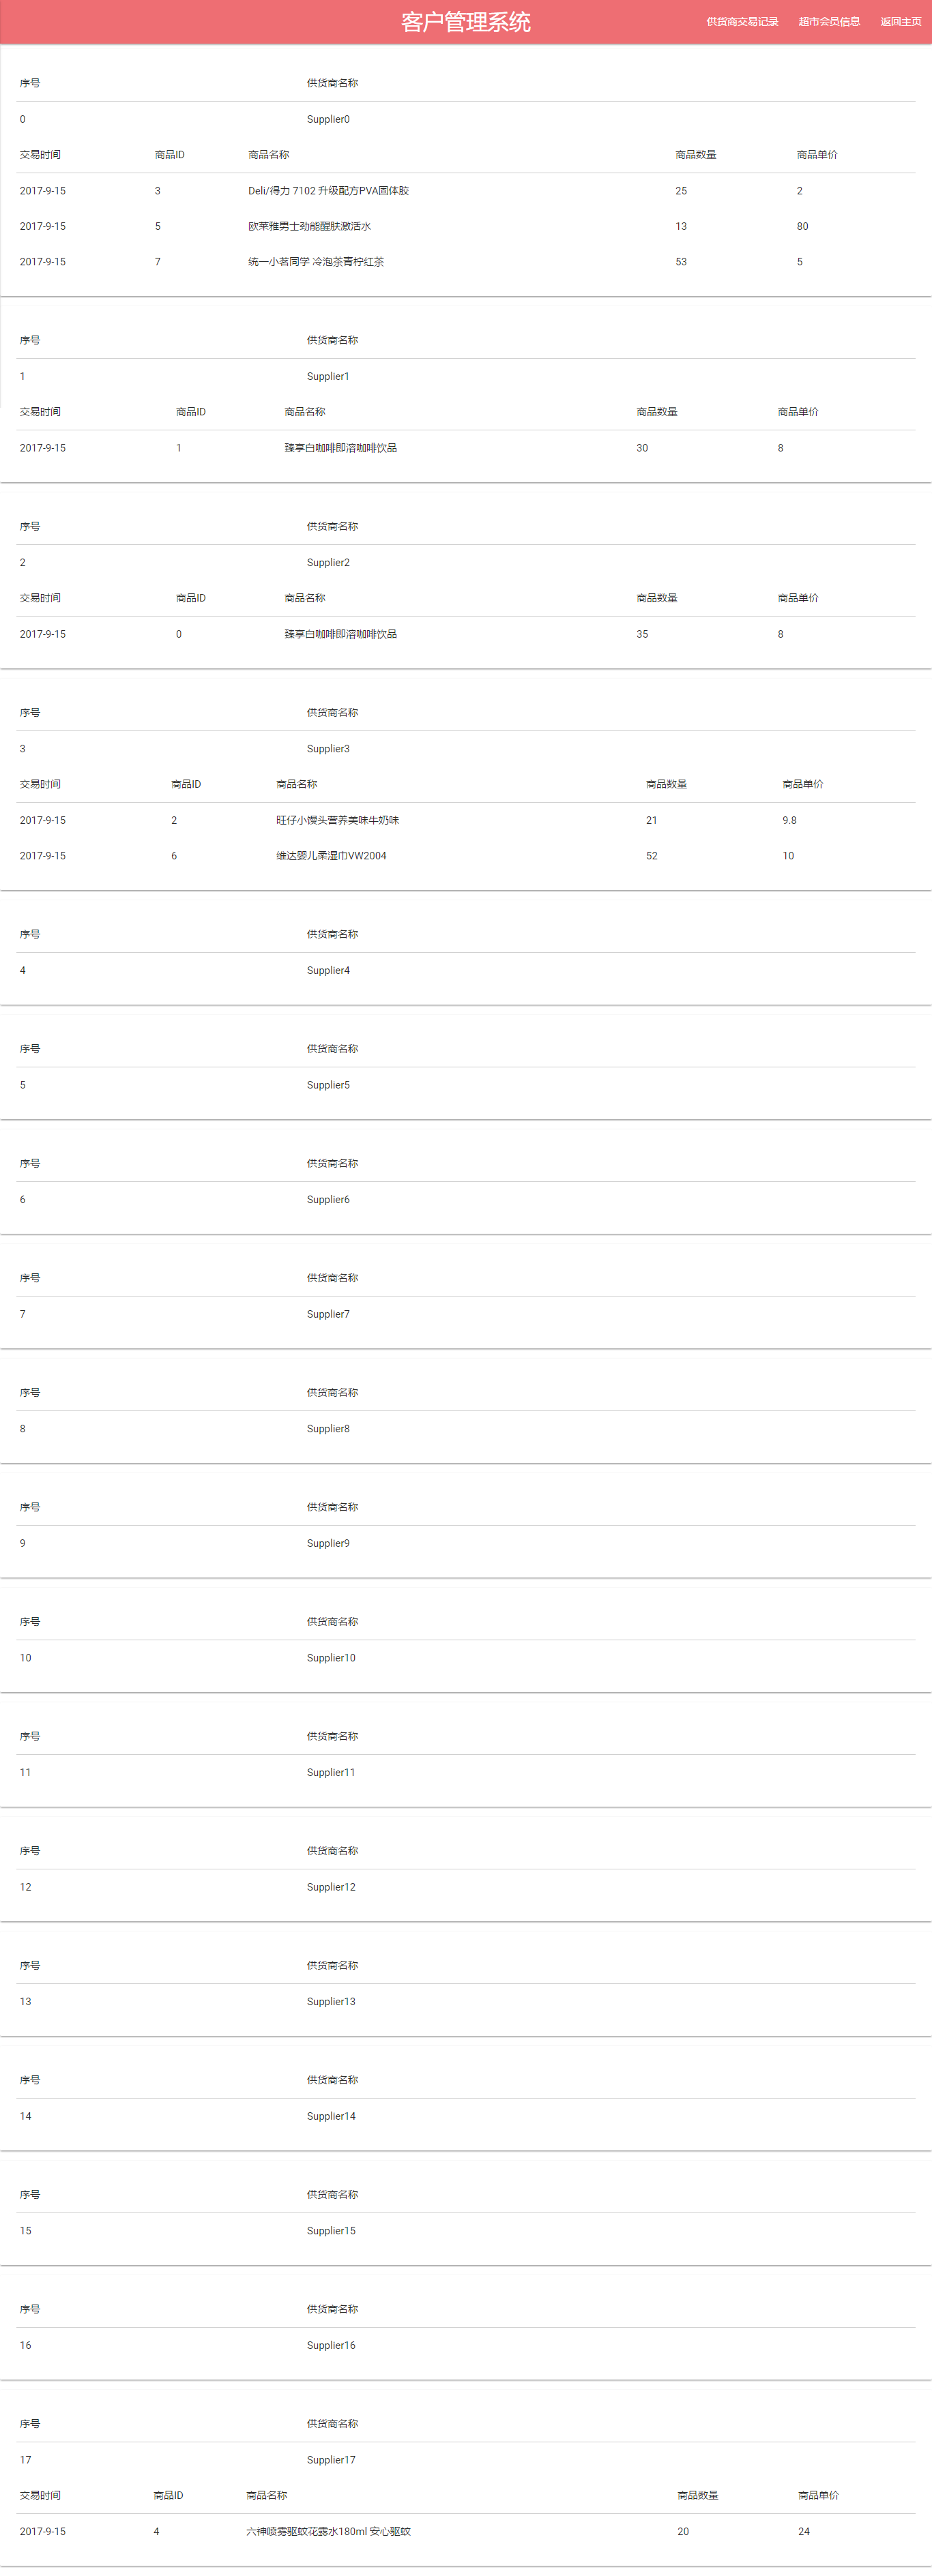 客户管理系统 供货商交易记录 超市会员信息 返回主页
序号 供货商名称
0 Supplier0
交易时间 商品ID 商品名称 商品数量 商品单价
2017-9-15 3 Deli/得力 7102 升级配方PVA固体胶 25 2
2017-9-15 5 欧莱雅男士劲能醒肤激活水 13 80
2017-9-15 7 统一小茗同学 冷泡茶青柠红茶 53 5
序号 供货商名称
1 Supplier1
交易时间 商品ID 商品名称 商品数量 商品单价
2017-9-15 1 臻享白咖啡即溶咖啡饮品 30 8
序号 供货商名称
2 Supplier2
交易时间 商品ID 商品名称 商品数量 商品单价
2017-9-15 0 臻享白咖啡即溶咖啡饮品 35 8
序号 供货商名称
3 Supplier3
交易时间 商品ID 商品名称 商品数量 商品单价
2017-9-15 2 旺仔小馒头营养美味牛奶味 21 9.8
2017-9-15 6 维达婴儿柔湿巾VW2004 52 10
序号 供货商名称
4 Supplier4
序号 供货商名称
5 Supplier5
序号 供货商名称
6 Supplier6
序号 供货商名称
7 Supplier7
序号 供货商名称
8 Supplier8
序号 供货商名称
9 Supplier9
序号 供货商名称
10 Supplier10
序号 供货商名称
11 Supplier11
序号 供货商名称
12 Supplier12
序号 供货商名称
13 Supplier13
序号 供货商名称
14 Supplier14
序号 供货商名称
15 Supplier15
序号 供货商名称
16 Supplier16
序号 供货商名称
17 Supplier17
交易时间 商品ID 商品名称 商品数量 商品单价
2017-9-15 4 六神喷雾驱蚊花露水180ml 安心驱蚊 20 24